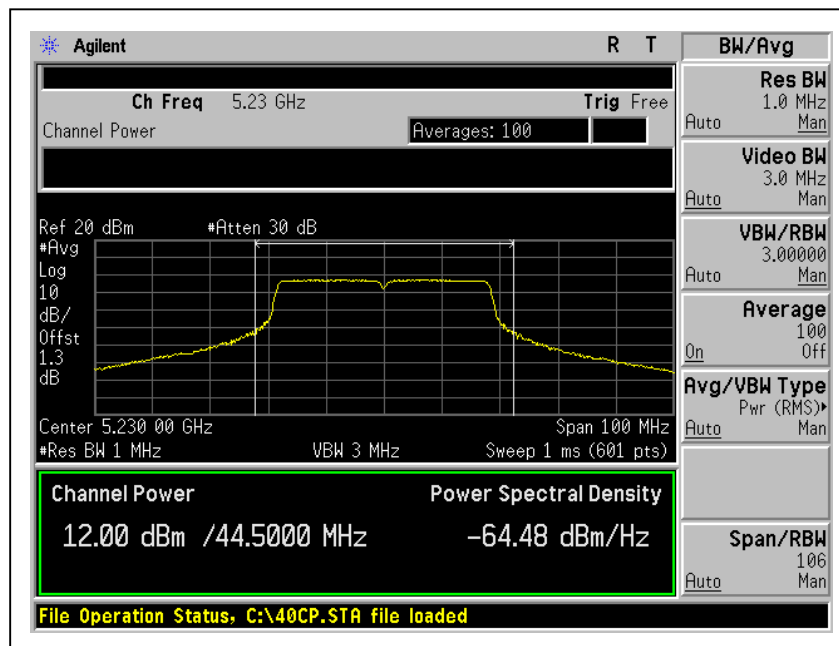 Agilent R T
Ch Freq 5.23 GHz Trig Free
Channel Power Averages: 100
Ref 20 dBm #Atten 30 dB
#Avg
Log
10
dB/
Offst
1.3
dB
Center 5.230 00 GHz Span 100 MHz
#Res BW 1 MHz VBW 3 MHz Sweep 1 ms (601 pts)
Channel Power Power Spectral Density
12.00 dBm /44.5000 MHz -64.48 dBm/Hz
File Operation Status, C:\40CP.STA file loaded
BW/Avg
Res BW
1.0 MHz
Auto Man
Video BW
3.0 MHz
Auto Man
VBW/RBW
3.00000
Auto Man
Average
100
On Off
Avg/VBW Type
Pwr (RMS)▸
Auto Man
Span/RBW
106
Auto Man